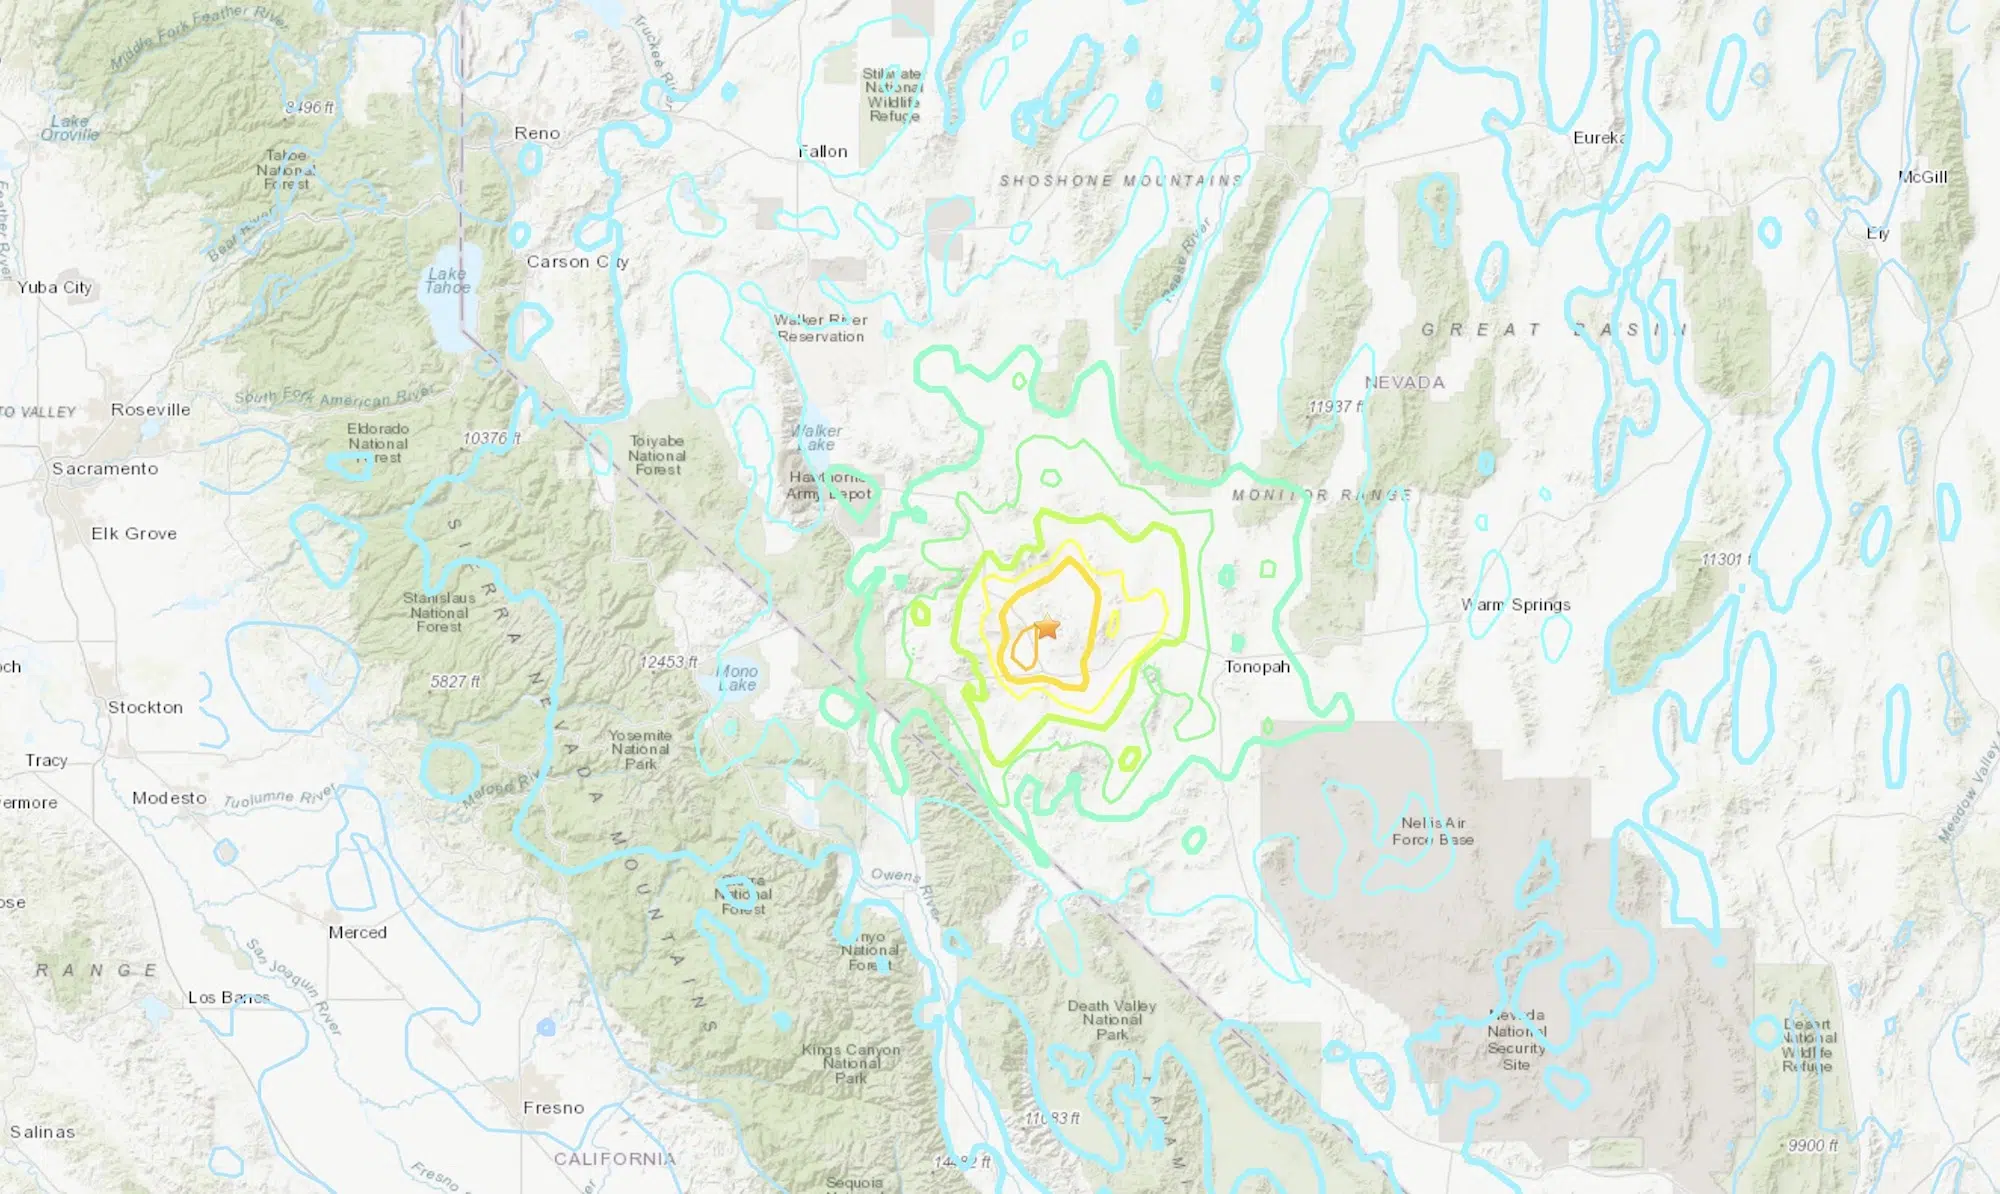 Middle Fork Feather River
Truckee River
Stillwater
National
Wildlife
Refuge
8496 ft
Lake
Oroville
Reno
Eureka
Fallon
Tahoe
National
Forest
SHOSHONE MOUNTAINS
McGill
Feather River
Bear River
Ely
Carson City
Reese River
Lake
Tahoe
Yuba City
Walker River
Reservation
GREAT BASIN
NEVADA
South Fork American River
11937 ft
TO VALLEY
Roseville
Eldorado
National
Forest
10376 ft
Toiyabe
National
Forest
Walker
Lake
Sacramento
Hawthorne
Army Depot
MONITOR RANGE
Elk Grove
11301 f
SIERRA NEVADA MOUNTAINS
Stanislaus
National
Forest
Warm Springs
12453 ft
Tonopah
och
Mono
Lake
5827 ft
Stockton
Yosemite
National
Park
Tracy
Merced River
Meadow Valley
vermore
Modesto
Tuolumne River
Nellis Air
Force Base
Owens River
Sierra
National
Forest
ose
Merced
Inyo
National
Forest
San Joaquin River
RANGE
Los Banos
Death Valley
National
Park
Nevada
National
Security
Site
Desert
National
Wildlife
Refuge
Kings Canyon
National
Park
Fresno
11083 ft
Salinas
9900 ft
CALIFORNIA
14482 ft
Fresno
Sequoia